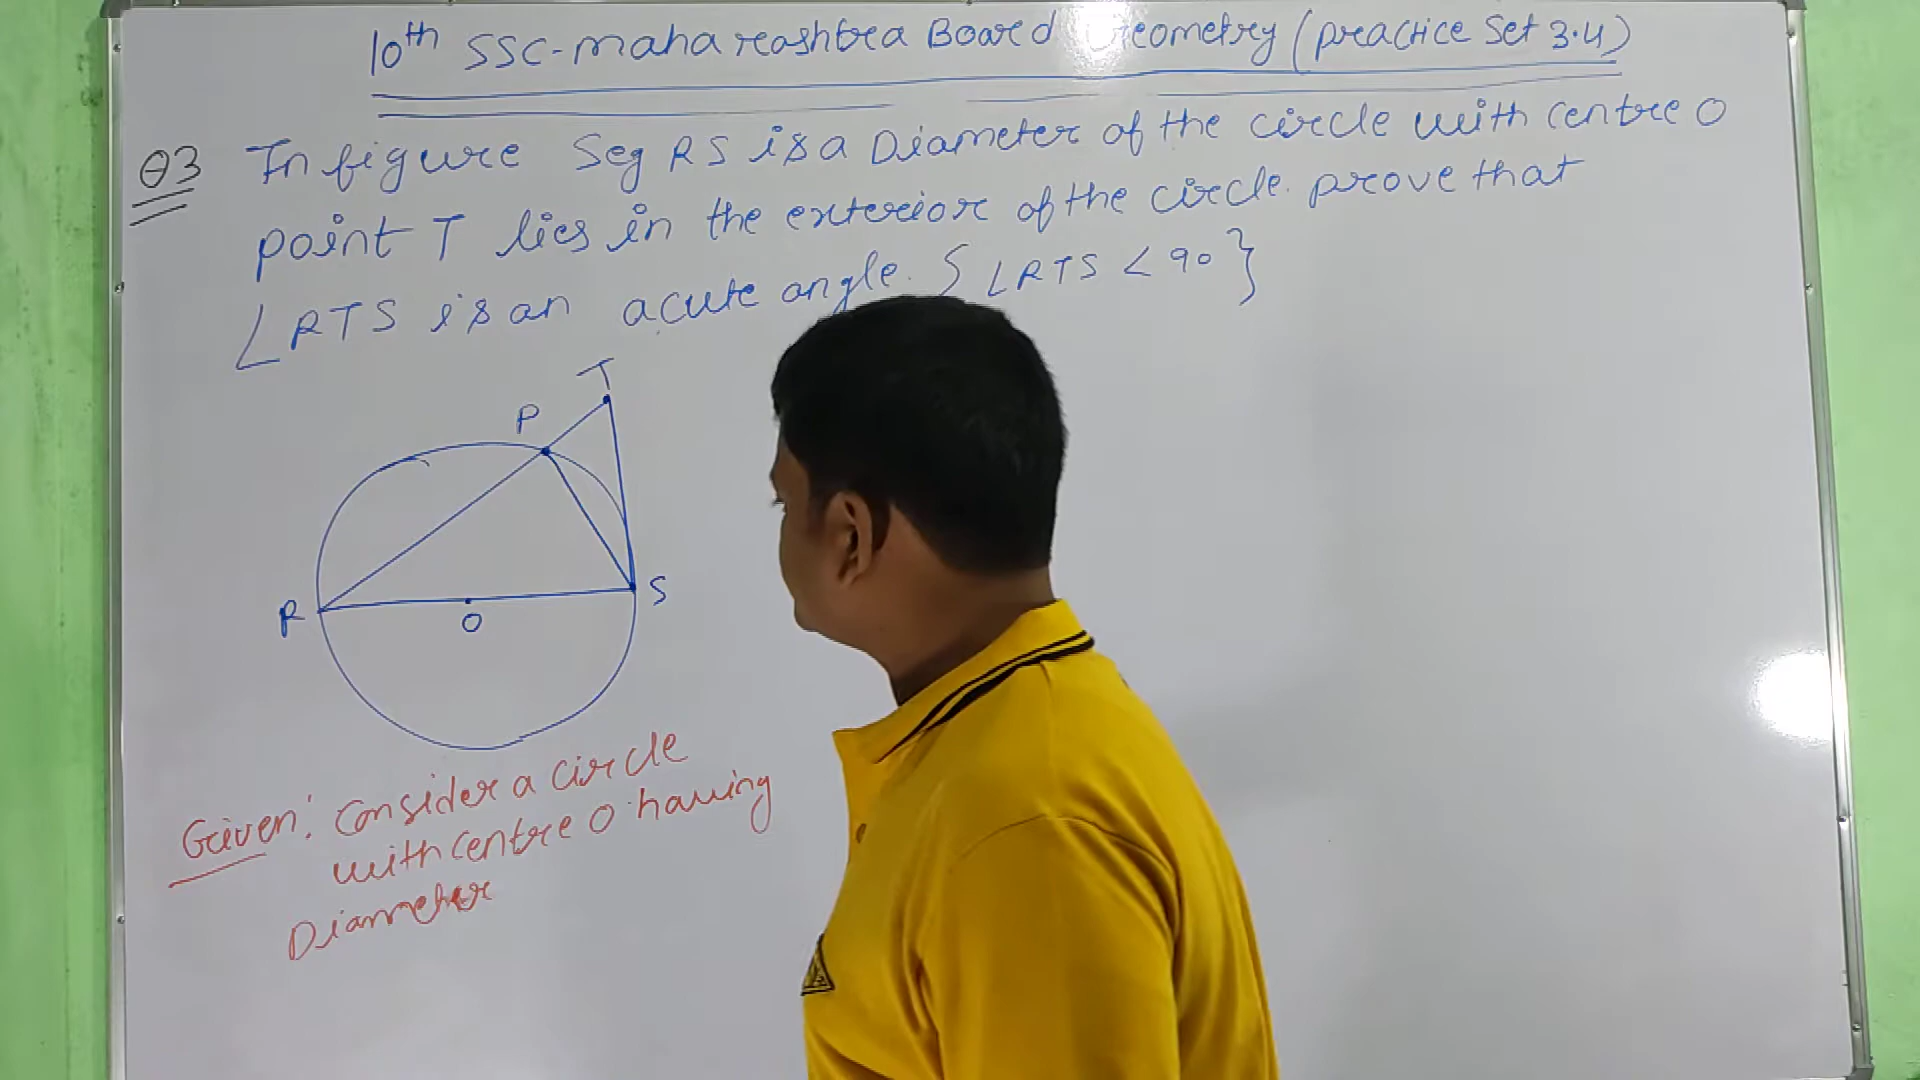 10th SSC-Maharashtra Board Geometry (practice Set 3.4)
Q3 In figure Seg RS is a Diameter of the circle with centre O
point T lies in the exterior of the circle. prove that
∠RTS is an acute angle. {∠RTS < 90}
T
P
R
O
S
Given: Consider a circle
with centre O having
Diameter